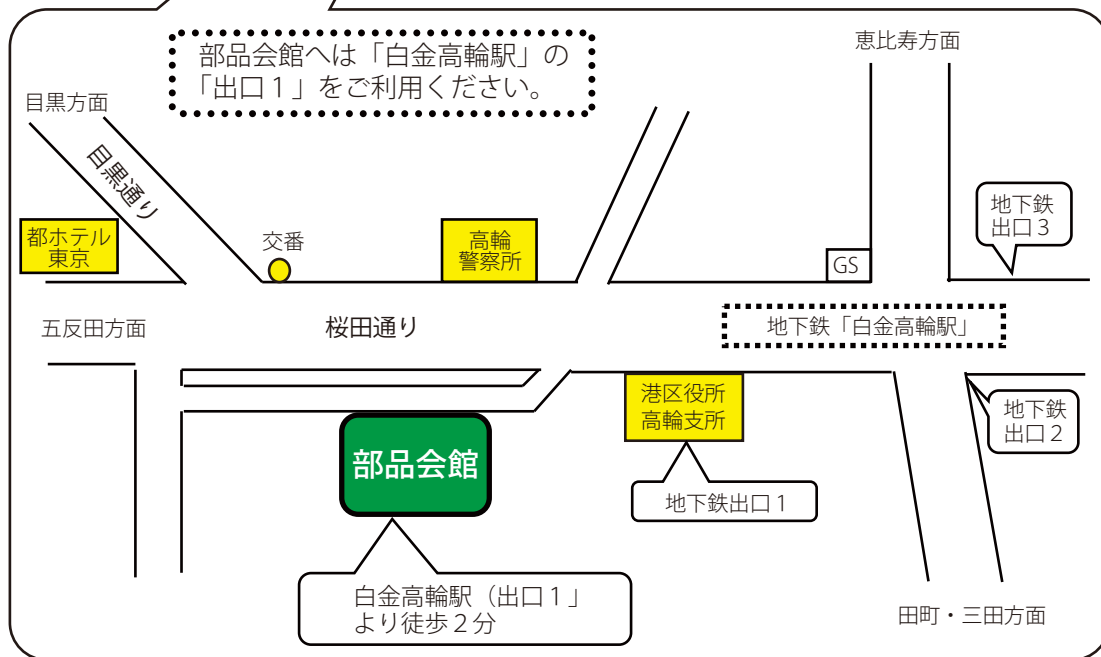 部品会館へは「白金高輪駅」の
「出口１」をご利用ください。
恵比寿方面
目黒方面
目黒通り
都ホテル
東京
交番
高輪
警察所
GS
地下鉄
出口３
五反田方面
桜田通り
地下鉄「白金高輪駅」
港区役所
高輪支所
地下鉄
出口２
部品会館
地下鉄出口１
白金高輪駅（出口１」
より徒歩２分
田町・三田方面